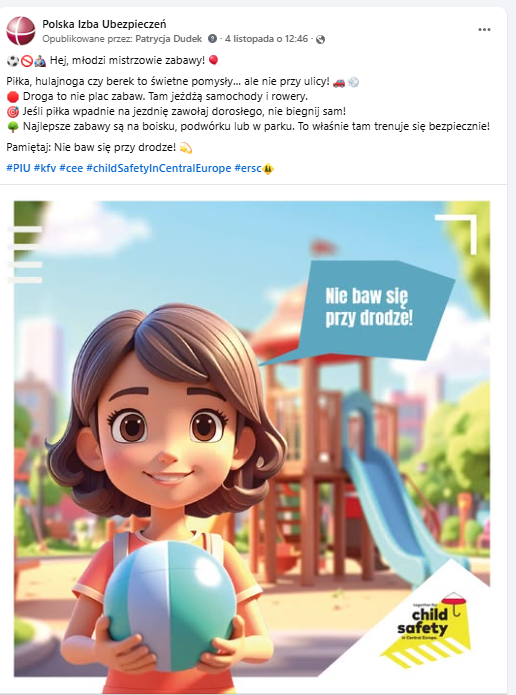 Polska Izba Ubezpieczeń
Opublikowane przez: Patrycja Dudek · 4 listopada o 12:46 ·
⚽🚫🚴 Hej, młodzi mistrzowie zabawy! 🎈
Piłka, hulajnoga czy berek to świetne pomysły... ale nie przy ulicy! 🚗💨
🛑 Droga to nie plac zabaw. Tam jeżdżą samochody i rowery.
🎯 Jeśli piłka wpadnie na jezdnię zawołaj dorosłego, nie biegnij sam!
🌳 Najlepsze zabawy są na boisku, podwórku lub w parku. To właśnie tam trenuje się bezpiecznie!
Pamiętaj: Nie baw się przy drodze! 💫
#PIU #kfv #cee #childSafetyInCentralEurope #ersc
Nie baw się
przy drodze!
together for
child
safety
in Central Europe